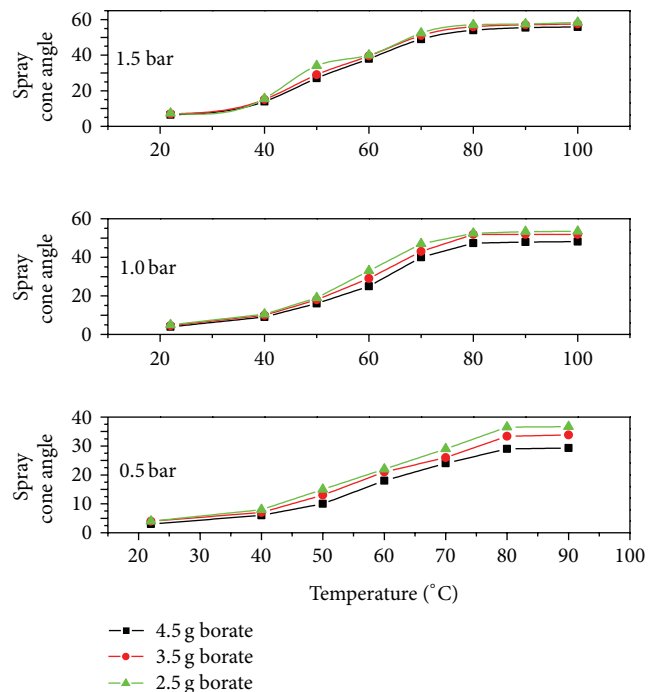 60
40
20
0
Spray
cone angle
1.5 bar
20 40 60 80 100
60
40
20
0
Spray
cone angle
1.0 bar
20 40 60 80 100
40
30
20
10
0
Spray
cone angle
0.5 bar
20 30 40 50 60 70 80 90 100
Temperature (°C)
4.5 g borate
3.5 g borate
2.5 g borate